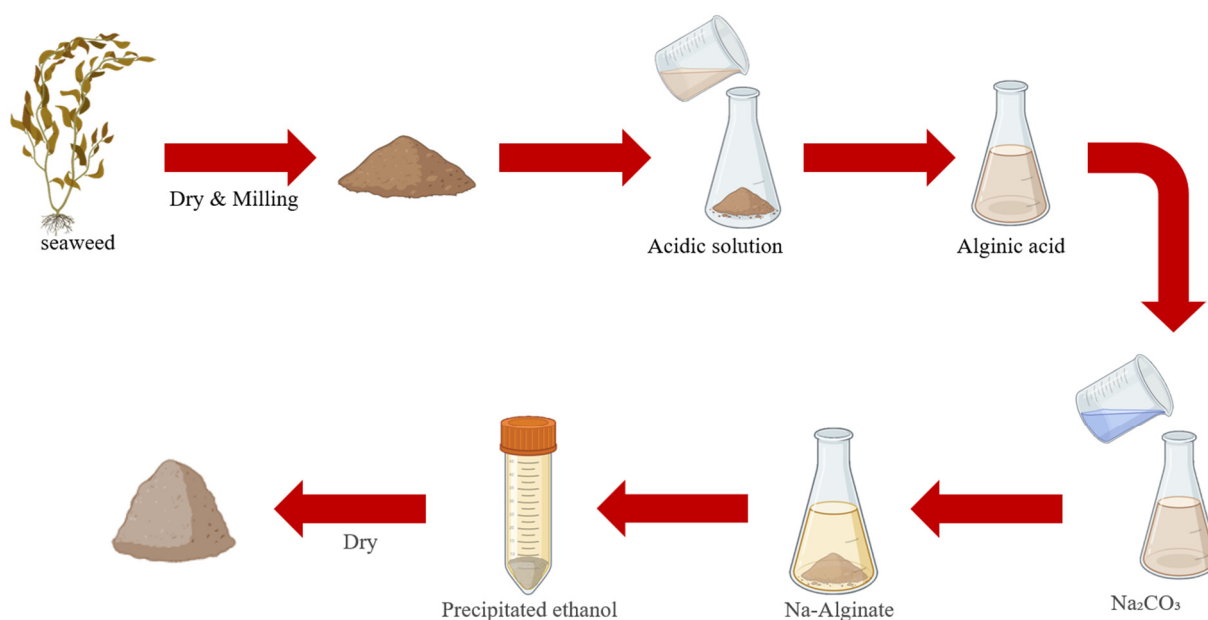 seaweed
Dry & Milling
Acidic solution
Alginic acid
Na₂CO₃
Na-Alginate
Precipitated ethanol
Dry